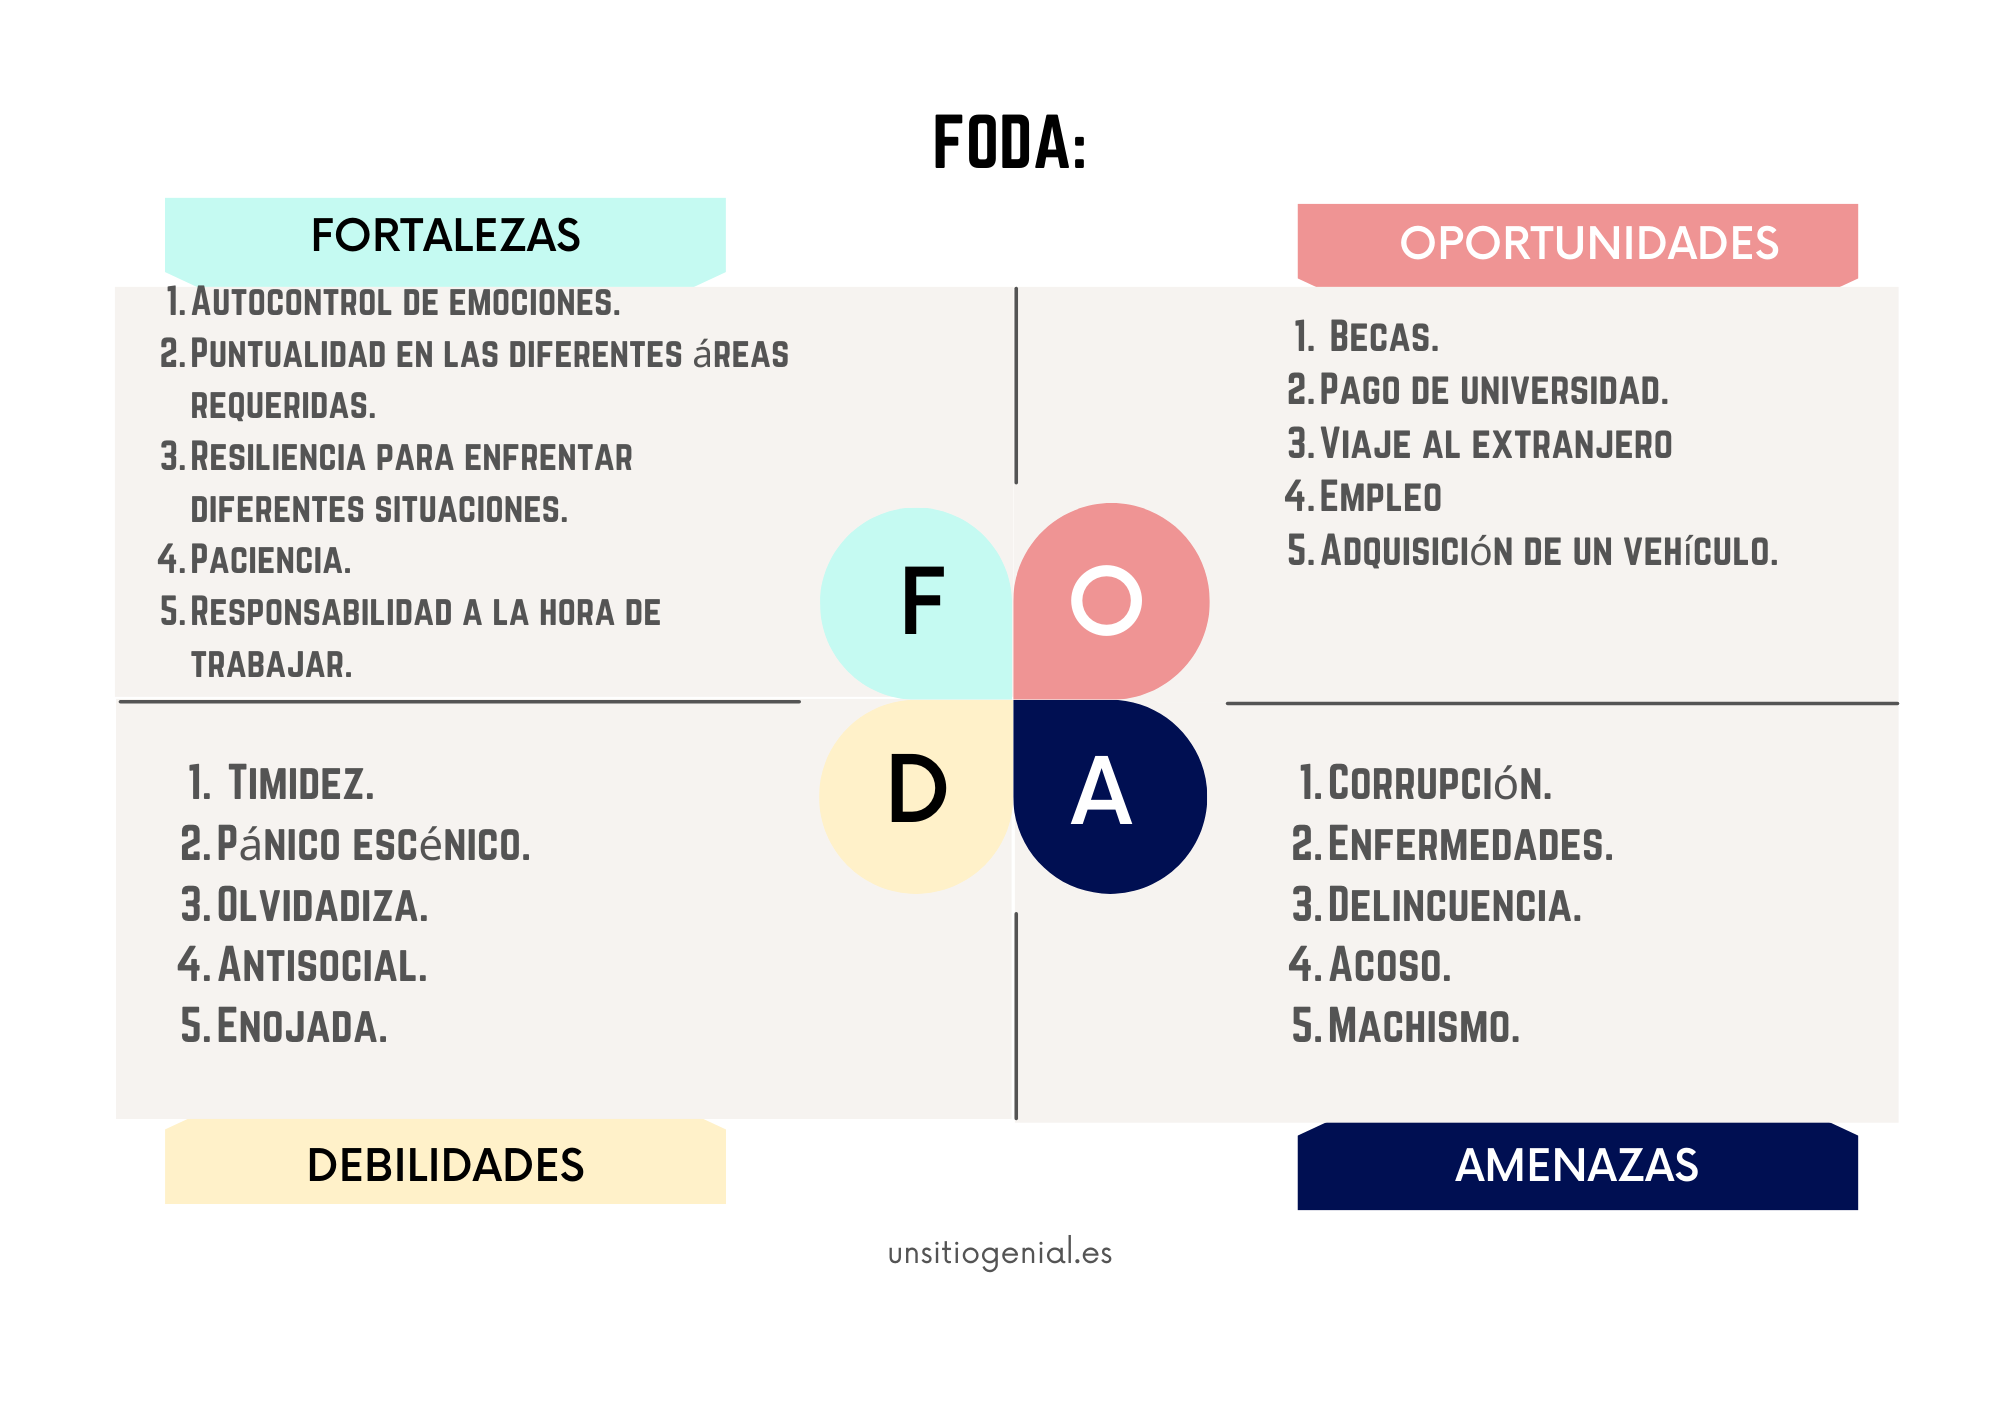 FODA:
FORTALEZAS
1. Autocontrol de emociones.
2. Puntualidad en las diferentes áreas
requeridas.
3. Resiliencia para enfrentar
diferentes situaciones.
4. Paciencia.
5. Responsabilidad a la hora de
trabajar.
OPORTUNIDADES
1. Becas.
2. Pago de universidad.
3. Viaje al extranjero
4. Empleo
5. Adquisición de un vehículo.
F
O
D
A
1. Timidez.
2. Pánico escénico.
3. Olvidadiza.
4. Antisocial.
5. Enojada.
DEBILIDADES
1. Corrupción.
2. Enfermedades.
3. Delincuencia.
4. Acoso.
5. Machismo.
AMENAZAS
unsitiogenial.es